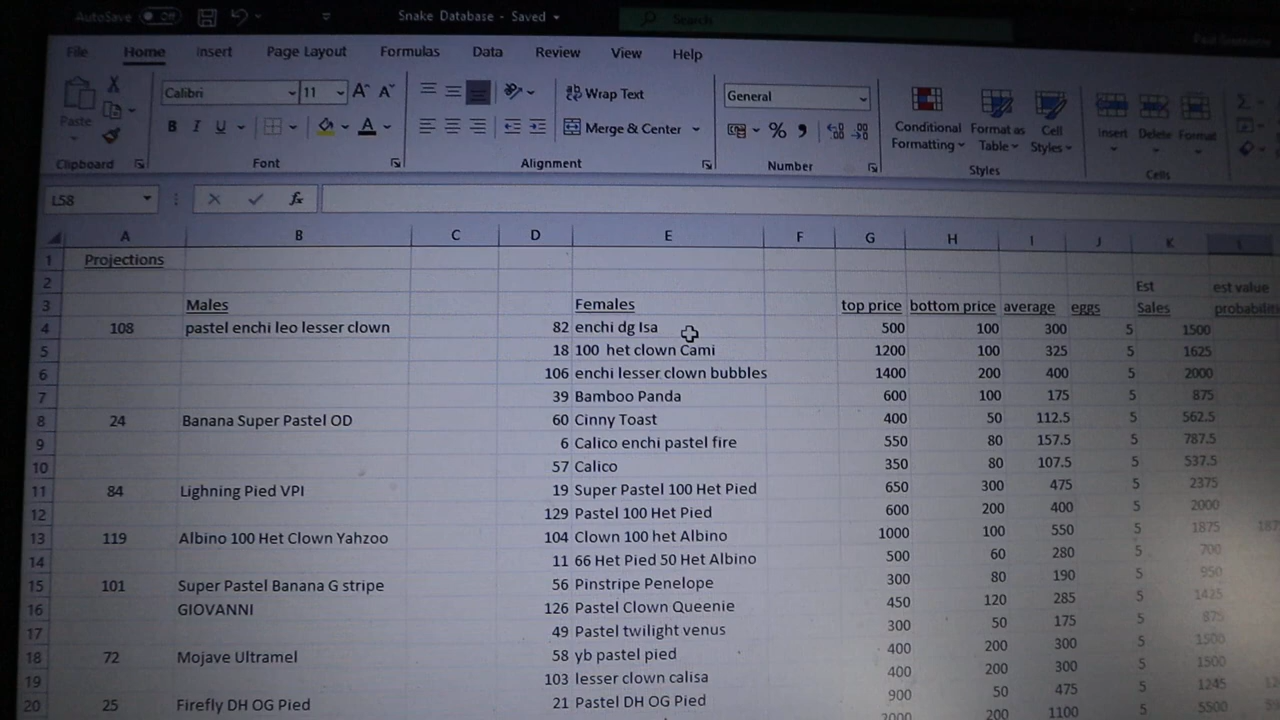 AutoSave Off Snake Database - Saved Search
File Home Insert Page Layout Formulas Data Review View Help
Paste Calibri 11 A A Wrap Text General Conditional Formatting Format as Table Cell Styles Insert Delete Format
B I U A Merge & Center % ,
Clipboard Font Alignment Number Styles Cells
L58 fx
A B C D E F G H I J K L
1 Projections
2 Est est value
3 Males Females top price bottom price average eggs Sales
4 108 pastel enchi leo lesser clown 82 enchi dg Isa 500 100 300 5 1500
5 18 100 het clown Cami 1200 100 325 5 1625
6 106 enchi lesser clown bubbles 1400 200 400 5 2000
7 39 Bamboo Panda 600 100 175 5 875
8 24 Banana Super Pastel OD 60 Cinny Toast 400 50 112.5 5 562.5
9 6 Calico enchi pastel fire 550 80 157.5 5 787.5
10 57 Calico 350 80 107.5 5 537.5
11 84 Lighning Pied VPI 19 Super Pastel 100 Het Pied 650 300 475 5 2375
12 129 Pastel 100 Het Pied 600 200 400 5 2000
13 119 Albino 100 Het Clown Yahzoo 104 Clown 100 het Albino 1000 100 550 5 1875
14 11 66 Het Pied 50 Het Albino 500 60 280 5 700
15 101 Super Pastel Banana G stripe 56 Pinstripe Penelope 300 80 190 5 950
16 GIOVANNI 126 Pastel Clown Queenie 450 120 285 5 1425
17 49 Pastel twilight venus 300 50 175 5 875
18 72 Mojave Ultramel 58 yb pastel pied 400 200 300 5 1500
19 103 lesser clown calisa 400 200 300 5 1500
20 25 Firefly DH OG Pied 21 Pastel DH OG Pied 900 50 475 5 1245
2000 200 1100 5 5500